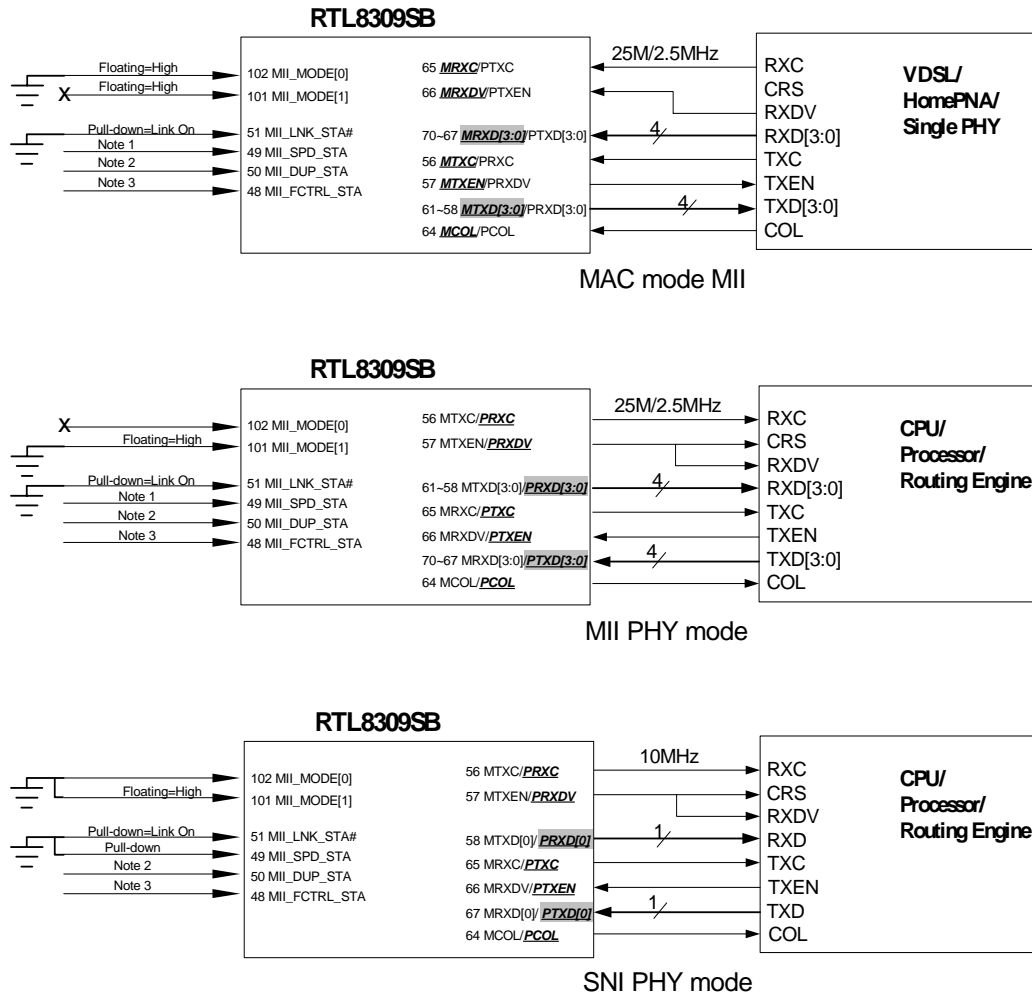 RTL8309SB
Floating=High
102 MII_MODE[0]
X Floating=High
101 MII_MODE[1]
Pull-down=Link On
51 MII_LNK_STA#
Note 1
49 MII_SPD_STA
Note 2
50 MII_DUP_STA
Note 3
48 MII_FCTRL_STA
65 MRXC/PTXC
66 MRXDV/PTXEN
70~67 MRXD[3:0]/PTXD[3:0]
56 MTXC/PRXC
57 MTXEN/PRXDV
61~58 MTXD[3:0]/PRXD[3:0]
64 MCOL/PCOL
25M/2.5MHz
4
4
RXC
CRS
RXDV
RXD[3:0]
TXC
TXEN
TXD[3:0]
COL
VDSL/
HomePNA/
Single PHY
MAC mode MII
RTL8309SB
X
102 MII_MODE[0]
Floating=High
101 MII_MODE[1]
Pull-down=Link On
51 MII_LNK_STA#
Note 1
49 MII_SPD_STA
Note 2
50 MII_DUP_STA
Note 3
48 MII_FCTRL_STA
56 MTXC/PRXC
57 MTXEN/PRXDV
61~58 MTXD[3:0]/PRXD[3:0]
65 MRXC/PTXC
66 MRXDV/PTXEN
70~67 MRXD[3:0]/PTXD[3:0]
64 MCOL/PCOL
25M/2.5MHz
4
4
RXC
CRS
RXDV
RXD[3:0]
TXC
TXEN
TXD[3:0]
COL
CPU/
Processor/
Routing Engine
MII PHY mode
RTL8309SB
102 MII_MODE[0]
Floating=High
101 MII_MODE[1]
Pull-down=Link On
51 MII_LNK_STA#
Pull-down
49 MII_SPD_STA
Note 2
50 MII_DUP_STA
Note 3
48 MII_FCTRL_STA
56 MTXC/PRXC
57 MTXEN/PRXDV
58 MTXD[0]/ PRXD[0]
65 MRXC/PTXC
66 MRXDV/PTXEN
67 MRXD[0]/ PTXD[0]
64 MCOL/PCOL
10MHz
1
1
RXC
CRS
RXDV
RXD
TXC
TXEN
TXD
COL
CPU/
Processor/
Routing Engine
SNI PHY mode